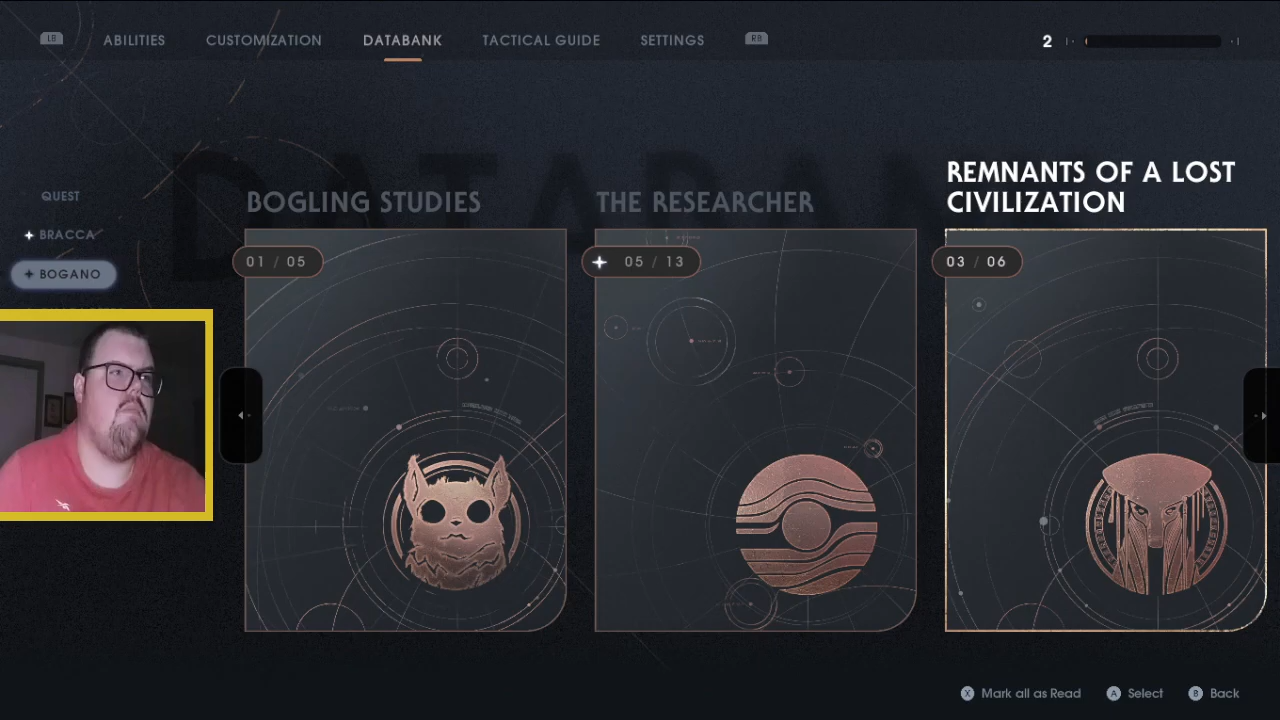 LB
ABILITIES
CUSTOMIZATION
DATABANK
TACTICAL GUIDE
SETTINGS
RB
2
DATABAN
QUEST
BRACCA
BOGANO
BOGLING STUDIES
THE RESEARCHER
REMNANTS OF A LOST
CIVILIZATION
01 / 05
05 / 13
03 / 06
X Mark all as Read
A Select
B Back